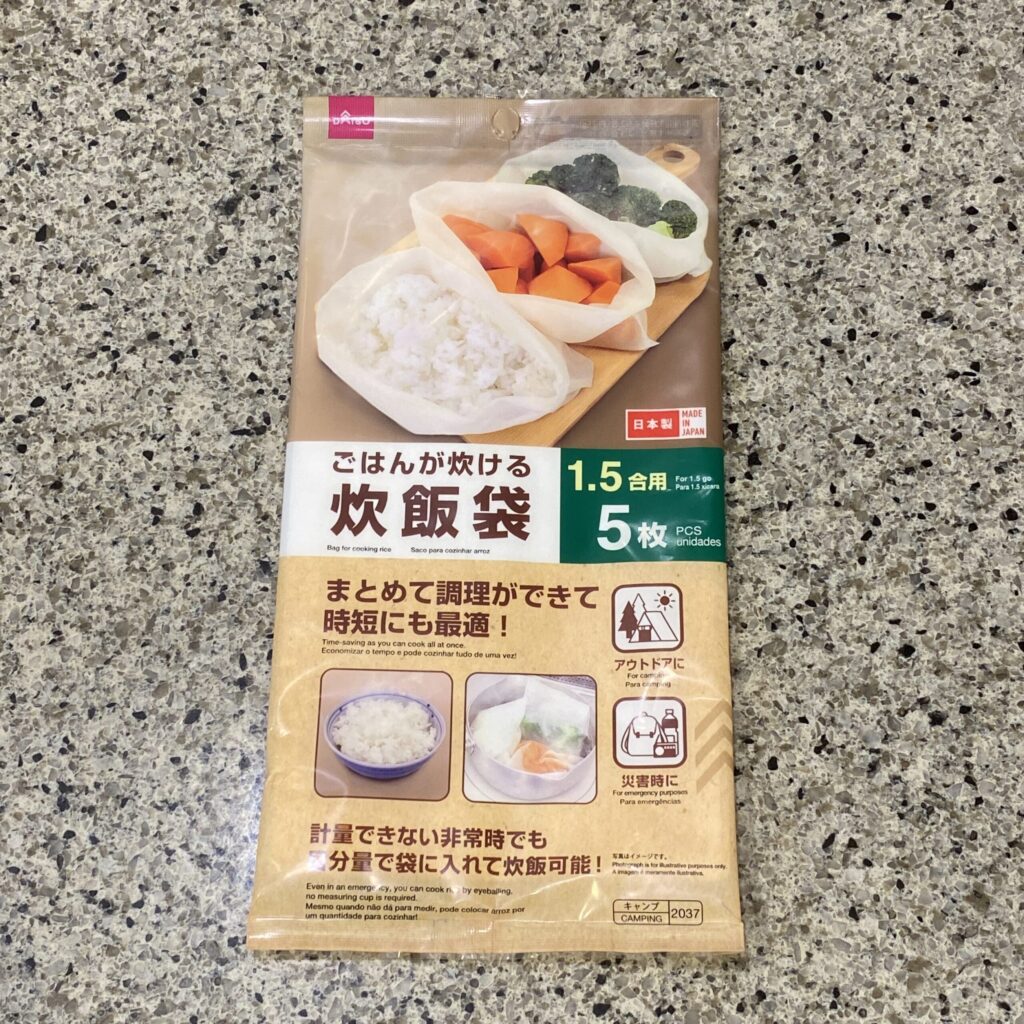 DAISO
日本製
MADE IN JAPAN
ごはんが炊ける
炊飯袋
Bag for cooking rice Saco para cozinhar arroz
1.5合用 For 1.5 go
Para 1.5 xícara
5枚 PCS
unidades
まとめて調理ができて
時短にも最適！
Time-saving as you can cook all at once.
Economizar o tempo e pode cozinhar tudo de uma vez!
アウトドアに
For camping
Para camping
災害時に
For emergency purposes
Para emergências
計量できない非常時でも
分量で袋に入れて炊飯可能！
Even in an emergency, you can cook rice by eyeballing,
no measuring cup is required.
Mesmo quando não dá para medir, pode colocar arroz por
um quantidade para cozinhar!
写真はイメージです。
Photograph is for illustrative purposes only.
A imagem é meramente ilustrativa.
キャンプ
CAMPING
2037